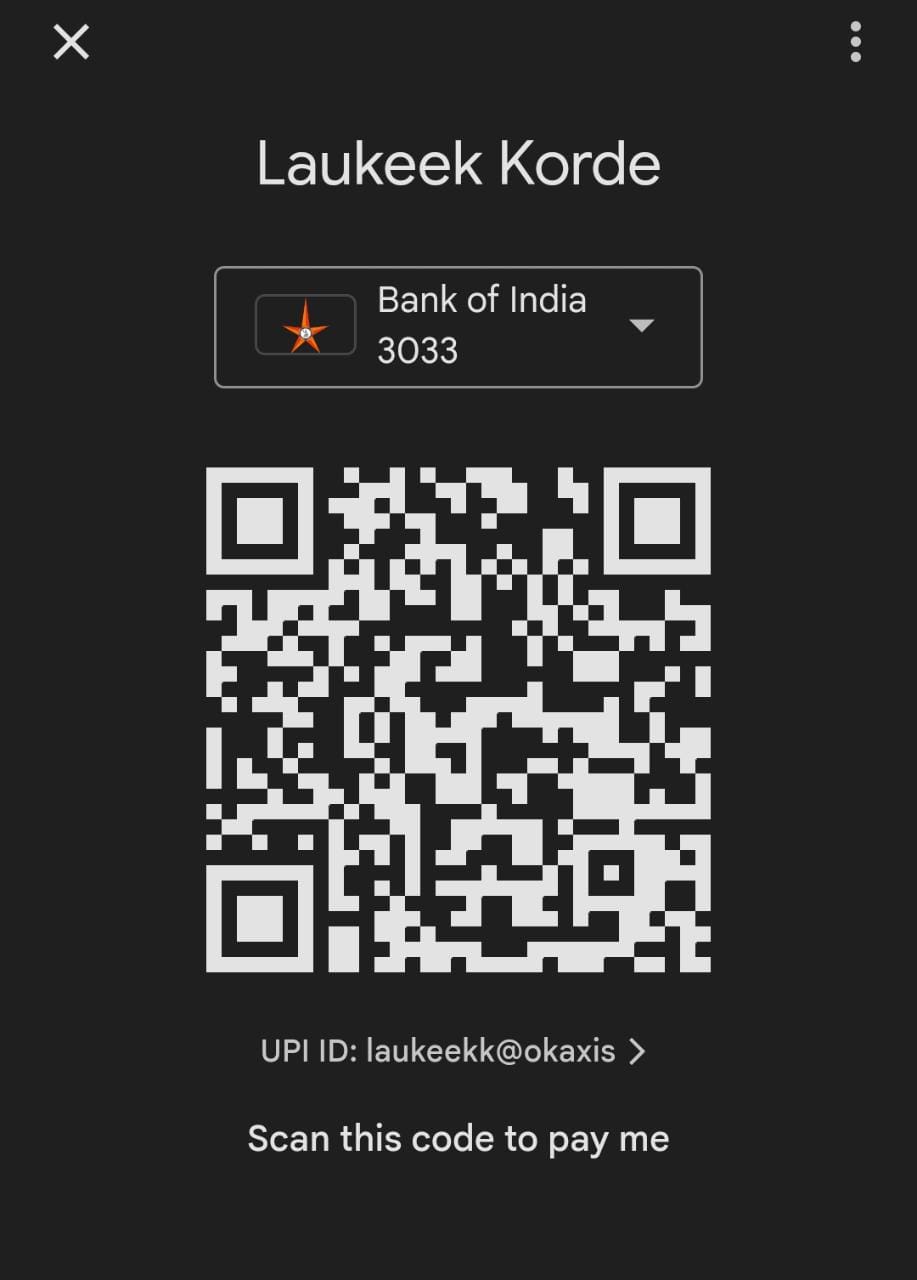 Laukeek Korde
Bank of India
3033
UPI ID: laukeekk@okaxis
Scan this code to pay me